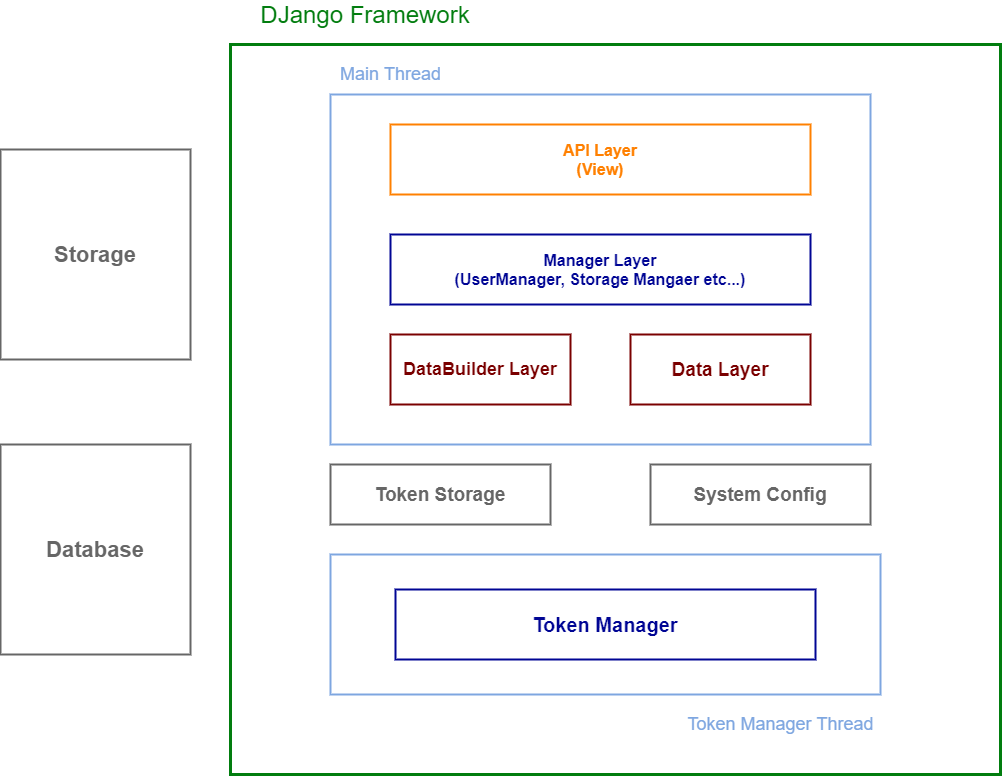 DJango Framework
Main Thread
API Layer
(View)
Storage
Manager Layer
(UserManager, Storage Mangaer etc...)
DataBuilder Layer
Data Layer
Token Storage
System Config
Database
Token Manager
Token Manager Thread